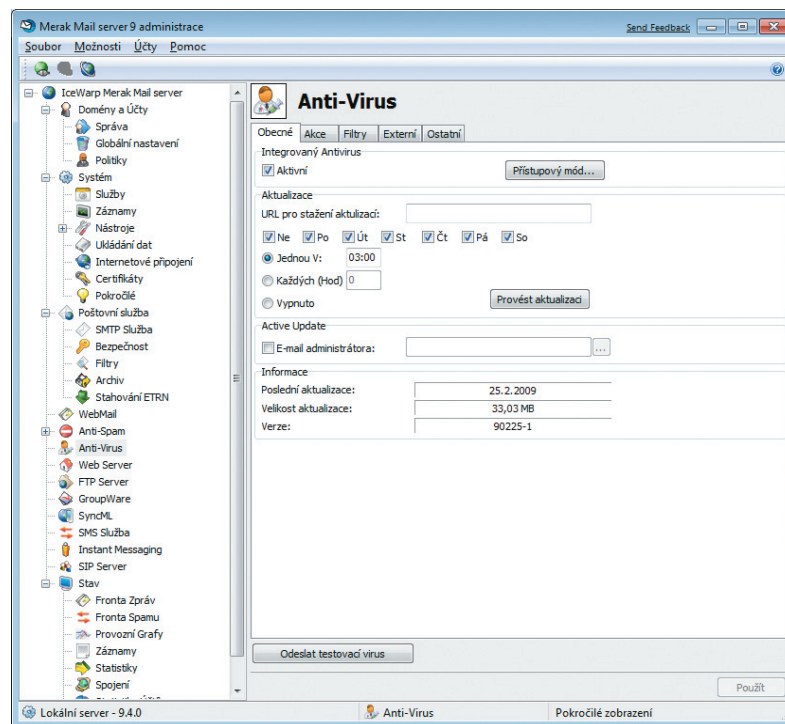 Merak Mail server 9 administrace
Send Feedback
Soubor Možnosti Účty Pomoc
IceWarp Merak Mail server
Domény a Účty
Správa
Globální nastavení
Politiky
Systém
Služby
Záznamy
Nástroje
Ukládání dat
Internetové připojení
Certifikáty
Pokročilé
Poštovní služba
SMTP Služba
Bezpečnost
Filtry
Archiv
Stahování ETRN
WebMail
Anti-Spam
Anti-Virus
Web Server
FTP Server
GroupWare
SyncML
SMS Služba
Instant Messaging
SIP Server
Stav
Fronta Zpráv
Fronta Spamu
Provozní Grafy
Záznamy
Statistiky
Spojení
Anti-Virus
Obecné Akce Filtry Externí Ostatní
Integrovaný Antivirus
Aktivní Přístupový mód...
Aktualizace
URL pro stažení aktulizací:
Ne Po Út St Čt Pá So
Jednou V: 03:00
Každých (Hod) 0
Vypnuto Provést aktualizaci
Active Update
E-mail administrátora: ...
Informace
Poslední aktualizace: 25.2.2009
Velikost aktualizace: 33,03 MB
Verze: 90225-1
Odeslat testovací virus
Použít
Lokální server - 9.4.0 Anti-Virus Pokročilé zobrazení